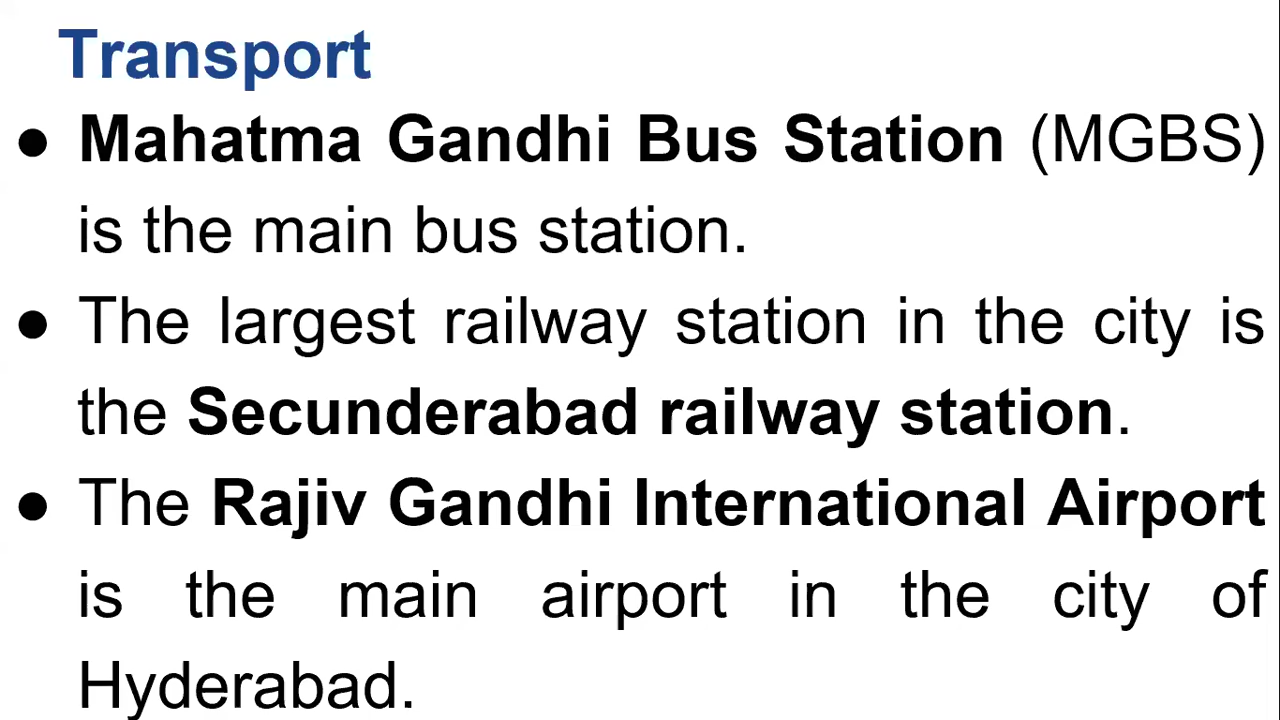 Transport
● Mahatma Gandhi Bus Station (MGBS)
is the main bus station.
● The largest railway station in the city is
the Secunderabad railway station.
● The Rajiv Gandhi International Airport
is the main airport in the city of
Hyderabad.